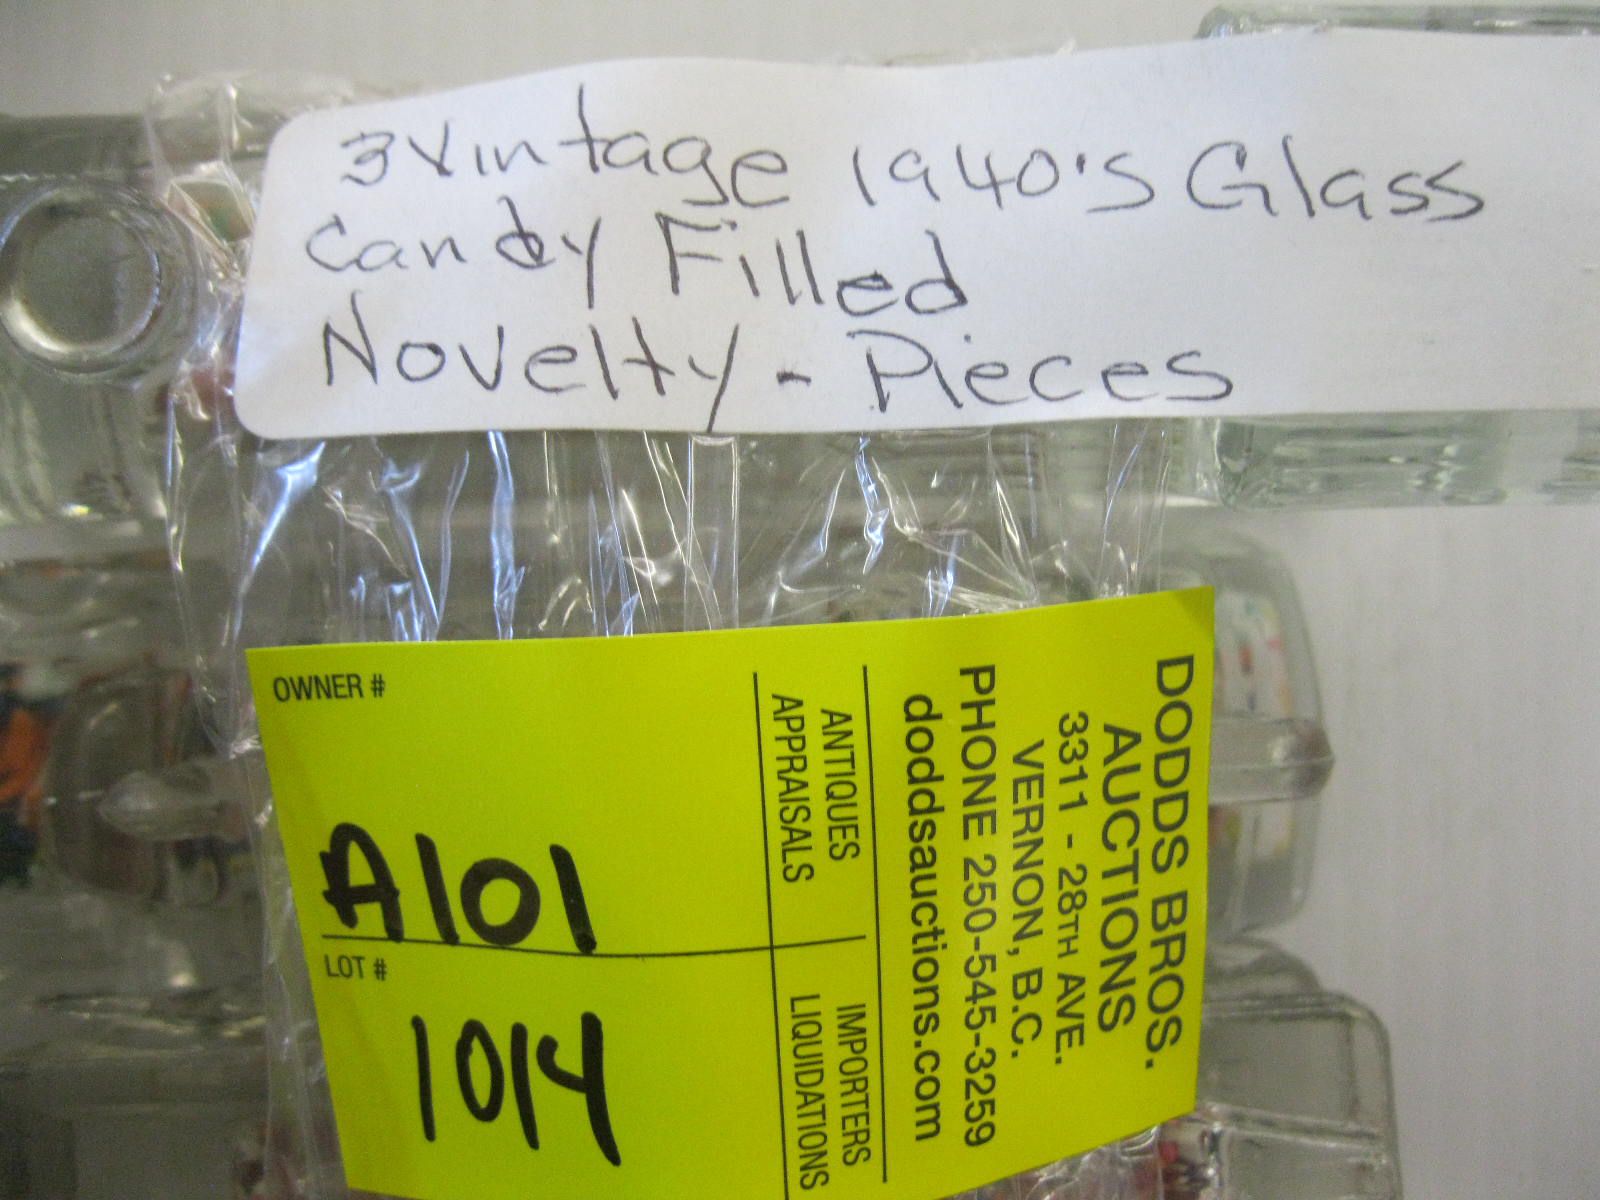 3 Vintage 1940's Glass
Candy Filled
Novelty - Pieces
OWNER #
A101
LOT #
1014
DODDS BROS.
AUCTIONS
3311 - 28TH AVE.
VERNON, B.C.
PHONE 250-545-3259
doddsauctions.com
ANTIQUES
APPRAISALS
IMPORTERS
LIQUIDATIONS